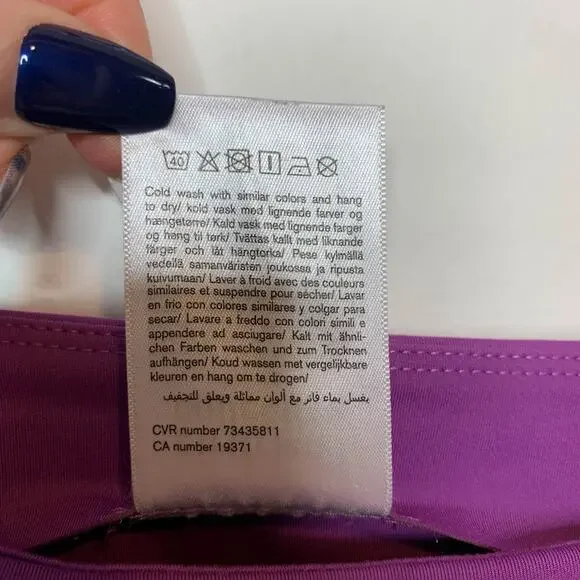 40
Cold wash with similar colors and hang
to dry/ kold vask med lignende farver og
hængetørre/ Kald vask med lignende farger
og heng til tørk/ Tvättas kallt med liknande
färger och låt hängtorka/ Pese kylmällä
vedellä samanväristen joukossa ja ripusta
kuivumaan/ Laver à froid avec des couleurs
similaires et suspendre pour sécher/ Lavar
en frio con colores similares y colgar para
secar/ Lavare a freddo con colori simili e
appendere ad asciugare/ Kalt mit ähnli-
chen Farben waschen und zum Trocknen
aufhängen/ Koud wassen met vergelijkbare
kleuren en hang om te drogen/
يغسل بماء فاتر مع ألوان مماثلة ويعلق للتجفيف
CVR number 73435811
CA number 19371